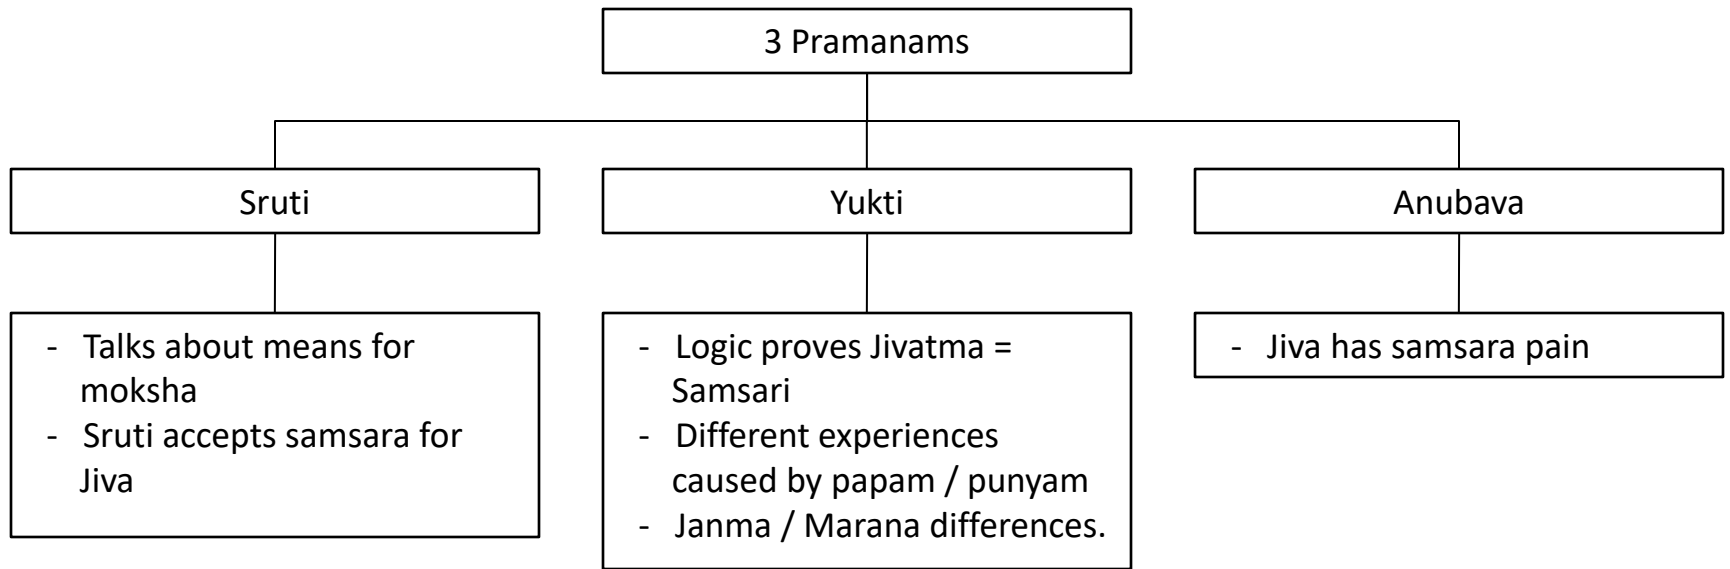 3 Pramanams
Sruti
Yukti
Anubava
- Talks about means for
moksha
- Sruti accepts samsara for
Jiva
- Logic proves Jivatma =
Samsari
- Different experiences
caused by papam / punyam
- Janma / Marana differences.
- Jiva has samsara pain